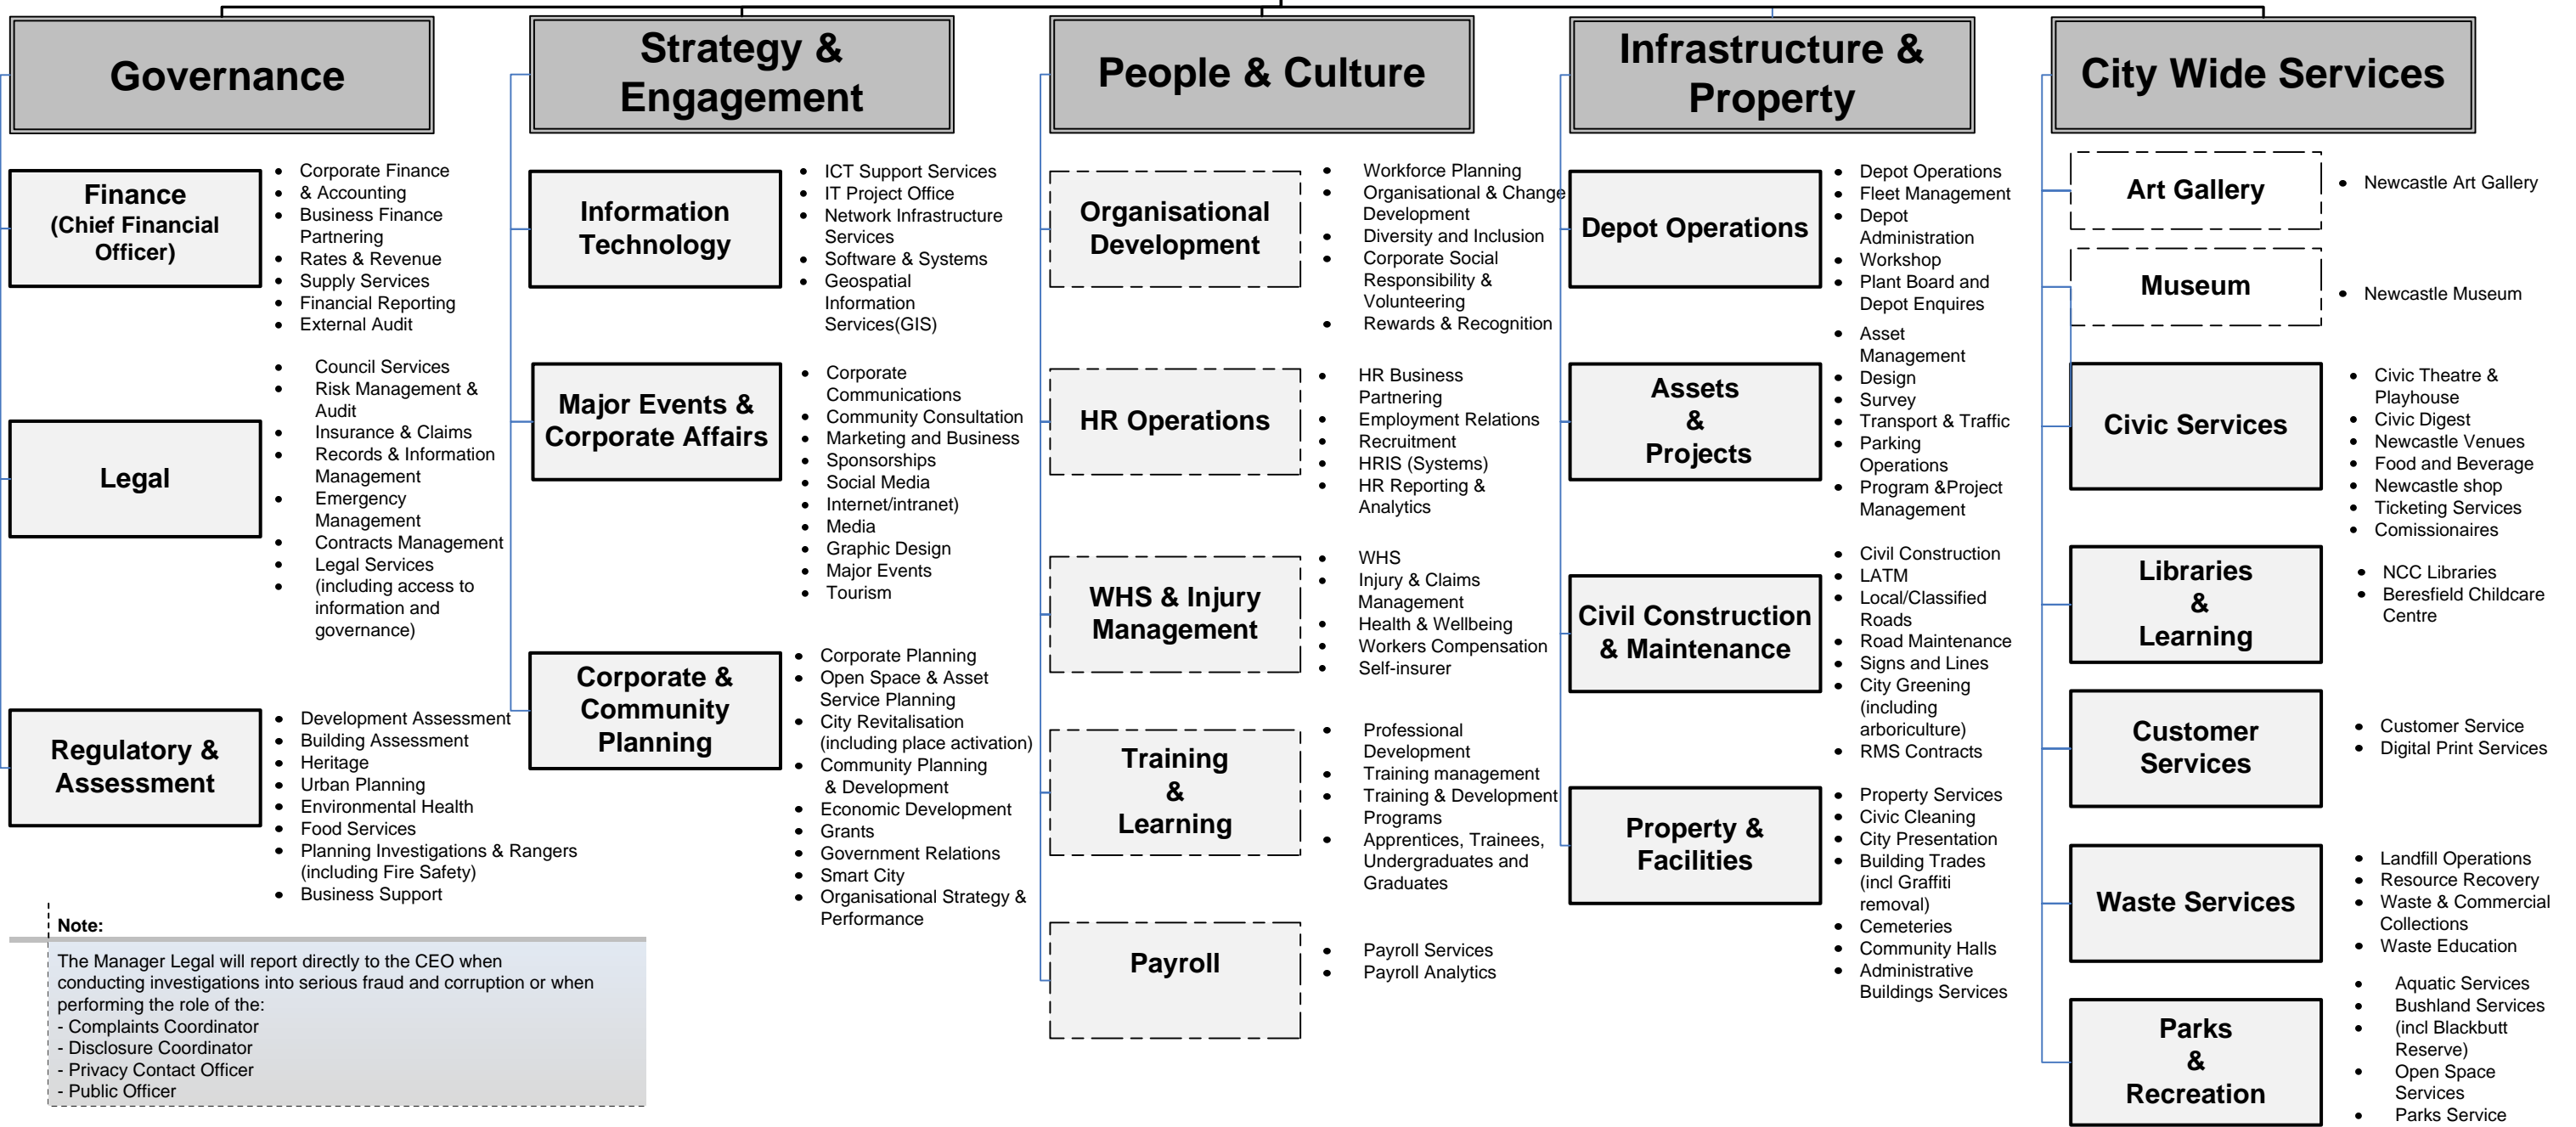 Governance
Finance
(Chief Financial
Officer)
• Corporate Finance
• & Accounting
• Business Finance
Partnering
• Rates & Revenue
• Supply Services
• Financial Reporting
• External Audit
Legal
• Council Services
• Risk Management &
Audit
• Insurance & Claims
• Records & Information
Management
• Emergency
Management
• Contracts Management
• Legal Services
• (including access to
information and
governance)
Regulatory &
Assessment
• Development Assessment
• Building Assessment
• Heritage
• Urban Planning
• Environmental Health
• Food Services
• Planning Investigations & Rangers
(including Fire Safety)
• Business Support
Note:
The Manager Legal will report directly to the CEO when
conducting investigations into serious fraud and corruption or when
performing the role of the:
- Complaints Coordinator
- Disclosure Coordinator
- Privacy Contact Officer
- Public Officer
Strategy &
Engagement
Information
Technology
• ICT Support Services
• IT Project Office
• Network Infrastructure
Services
• Software & Systems
• Geospatial
Information
Services(GIS)
Major Events &
Corporate Affairs
• Corporate
Communications
• Community Consultation
• Marketing and Business
• Sponsorships
• Social Media
• Internet/intranet)
• Media
• Graphic Design
• Major Events
• Tourism
Corporate &
Community
Planning
• Corporate Planning
• Open Space & Asset
Service Planning
• City Revitalisation
(including place activation)
• Community Planning
& Development
• Economic Development
• Grants
• Government Relations
• Smart City
• Organisational Strategy &
Performance
People & Culture
Organisational
Development
• Workforce Planning
• Organisational & Change
Development
• Diversity and Inclusion
• Corporate Social
Responsibility &
Volunteering
• Rewards & Recognition
HR Operations
• HR Business
Partnering
• Employment Relations
• Recruitment
• HRIS (Systems)
• HR Reporting &
Analytics
WHS & Injury
Management
• WHS
• Injury & Claims
Management
• Health & Wellbeing
• Workers Compensation
• Self-insurer
Training
&
Learning
• Professional
Development
• Training management
• Training & Development
Programs
• Apprentices, Trainees,
Undergraduates and
Graduates
Payroll
• Payroll Services
• Payroll Analytics
Infrastructure &
Property
Depot Operations
• Depot Operations
• Fleet Management
• Depot
Administration
• Workshop
• Plant Board and
Depot Enquires
Assets
&
Projects
• Asset
Management
• Design
• Survey
• Transport & Traffic
• Parking
Operations
• Program &Project
Management
Civil Construction
& Maintenance
• Civil Construction
• LATM
• Local/Classified
Roads
• Road Maintenance
• Signs and Lines
• City Greening
(including
arboriculture)
• RMS Contracts
Property &
Facilities
• Property Services
• Civic Cleaning
• City Presentation
• Building Trades
(incl Graffiti
removal)
• Cemeteries
• Community Halls
• Administrative
Buildings Services
City Wide Services
Art Gallery
• Newcastle Art Gallery
Museum
• Newcastle Museum
Civic Services
• Civic Theatre &
Playhouse
• Civic Digest
• Newcastle Venues
• Food and Beverage
• Newcastle shop
• Ticketing Services
• Comissionaires
Libraries
&
Learning
• NCC Libraries
• Beresfield Childcare
Centre
Customer
Services
• Customer Service
• Digital Print Services
Waste Services
• Landfill Operations
• Resource Recovery
• Waste & Commercial
Collections
• Waste Education
Parks
&
Recreation
• Aquatic Services
• Bushland Services
• (incl Blackbutt
Reserve)
• Open Space
Services
• Parks Service